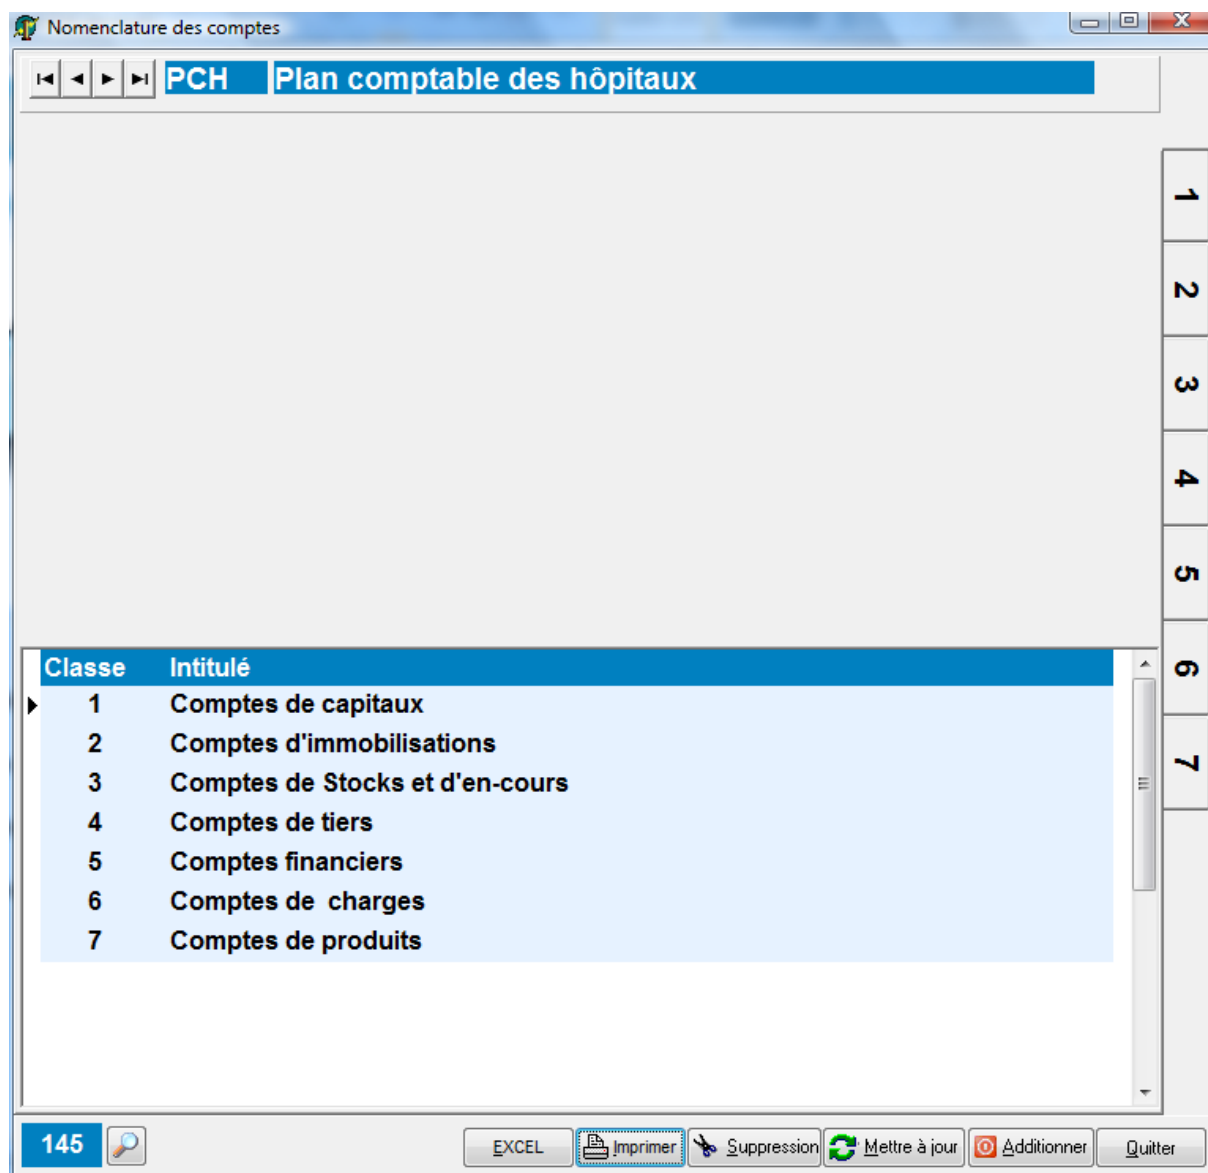 Nomenclature des comptes
PCH Plan comptable des hôpitaux
1
2
3
4
5
6
7
Classe Intitulé
1 Comptes de capitaux
2 Comptes d'immobilisations
3 Comptes de Stocks et d'en-cours
4 Comptes de tiers
5 Comptes financiers
6 Comptes de  charges
7 Comptes de produits
145 EXCEL Imprimer Suppression Mettre à jour Additionner Quitter